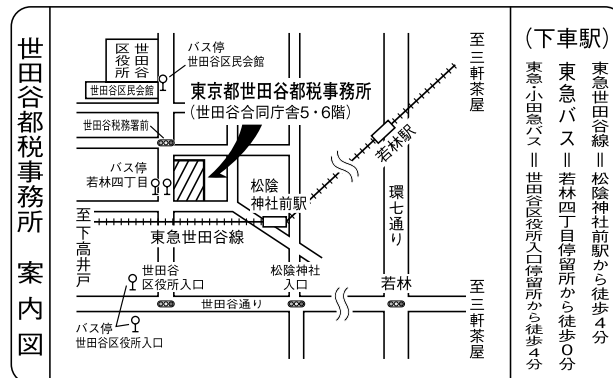 世田谷都税事務所 案内図
世田谷
区役所
世田谷区民会館
バス停
世田谷区民会館
東京都世田谷都税事務所
(世田谷合同庁舎5・6階)
世田谷税務署前
バス停
若林四丁目
松陰
神社前駅
若林駅
至三軒茶屋
環七通り
東急世田谷線
至下高井戸
世田谷
区役所入口
松陰神社
入口
若林
世田谷通り
バス停
世田谷区役所入口
至三軒茶屋
(下車駅)
東急世田谷線=松陰神社前駅から徒歩4分
東急バス=若林四丁目停留所から徒歩0分
東急・小田急バス=世田谷区役所入口停留所から徒歩4分